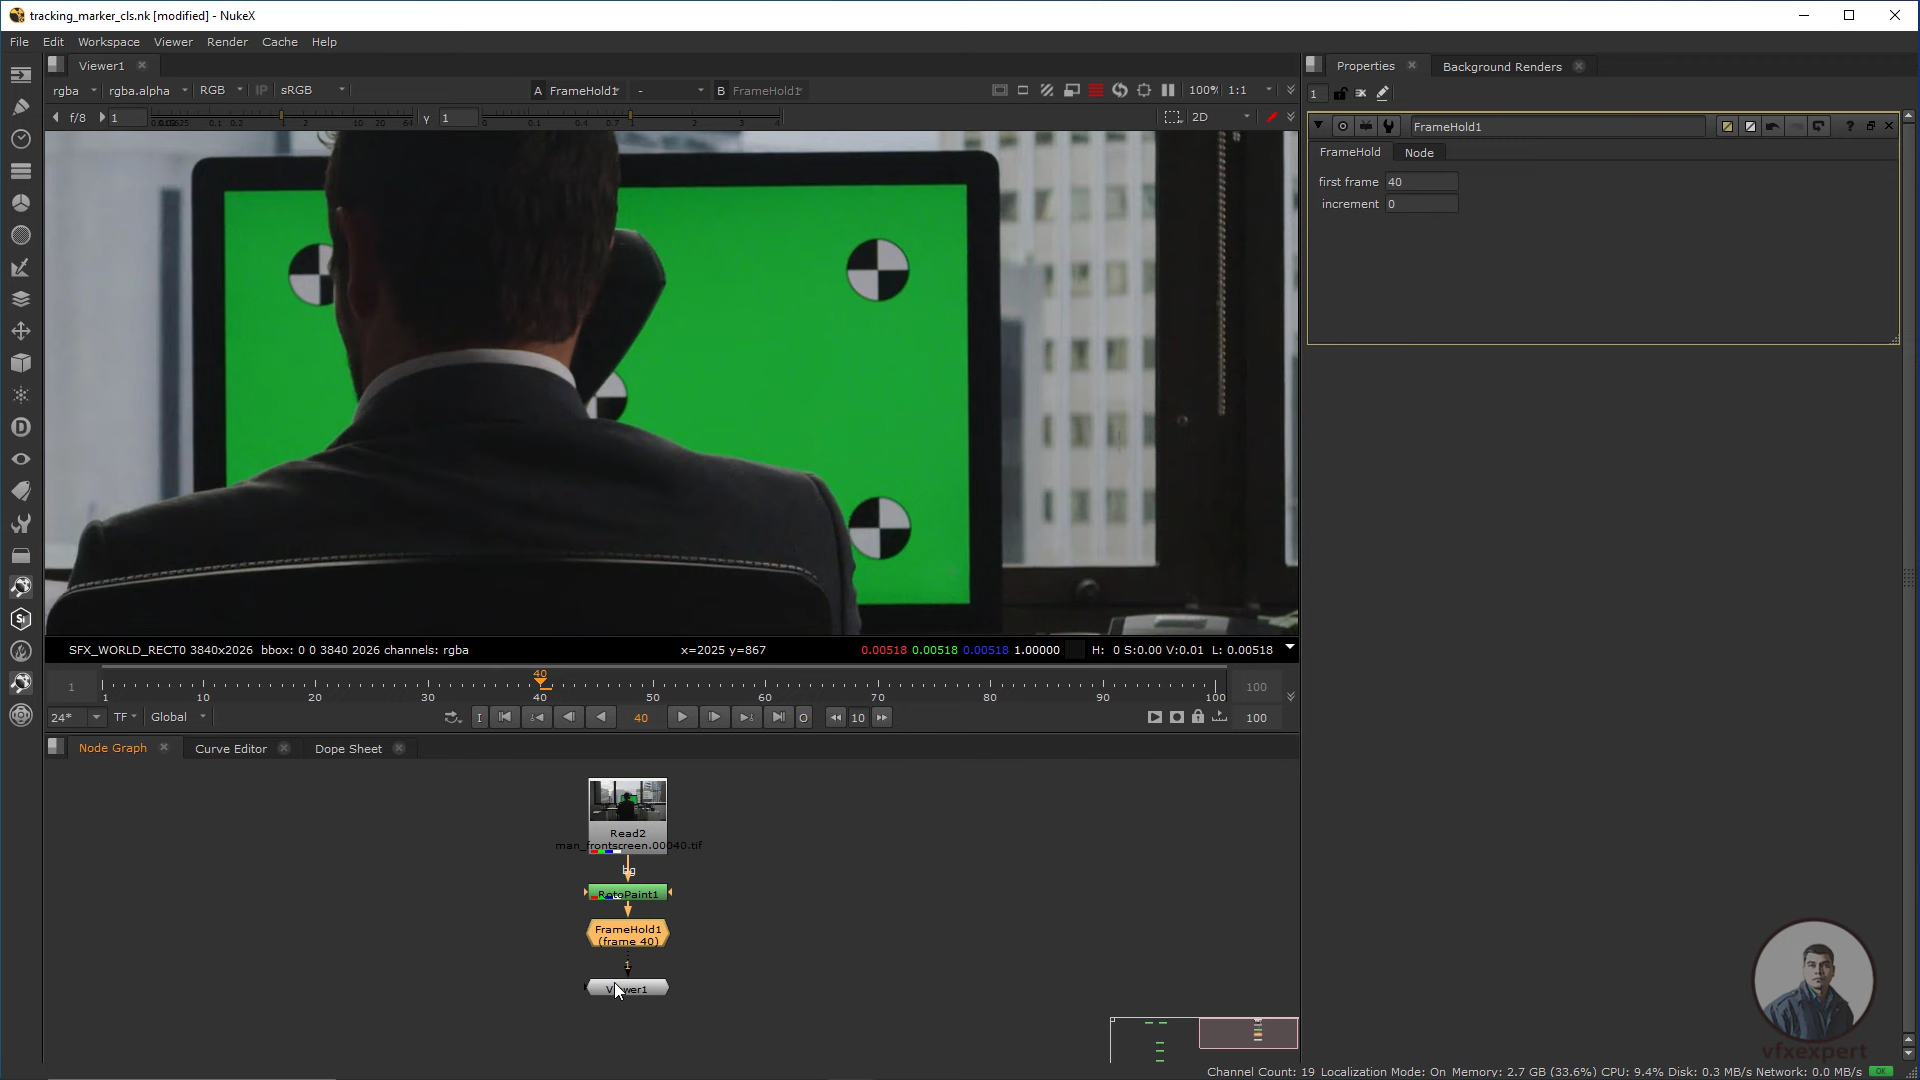 tracking_marker_cls.nk [modified] - NukeX
File Edit Workspace Viewer Render Cache Help
Viewer1
rgba rgba.alpha IP RGB sRGB A FrameHold1 - B FrameHold1 100% 1:1
f/8 1 y 1 2D
SFX_WORLD_RECT0 3840x2026 bbox: 0 0 3840 2026 channels: rgba x=2025 y=867 0.00518 0.00518 0.00518 1.00000 H: 0 S:0.00 V:0.01 L: 0.00518
40
1 100
1 10 20 30 40 50 60 70 80 90 100
24* TF Global I 40 O 10 100
Node Graph Curve Editor Dope Sheet
Read2
man_frontscreen.00040.tif
bg
RotoPaint1
FrameHold1
(frame 40)
1
Viewer1
Properties Background Renders
1
FrameHold1
FrameHold Node
first frame 40
increment 0
vfxexpert
Channel Count: 19 Localization Mode: On Memory: 2.7 GB (33.6%) CPU: 9.4% Disk: 0.3 MB/s Network: 0.0 MB/s OK